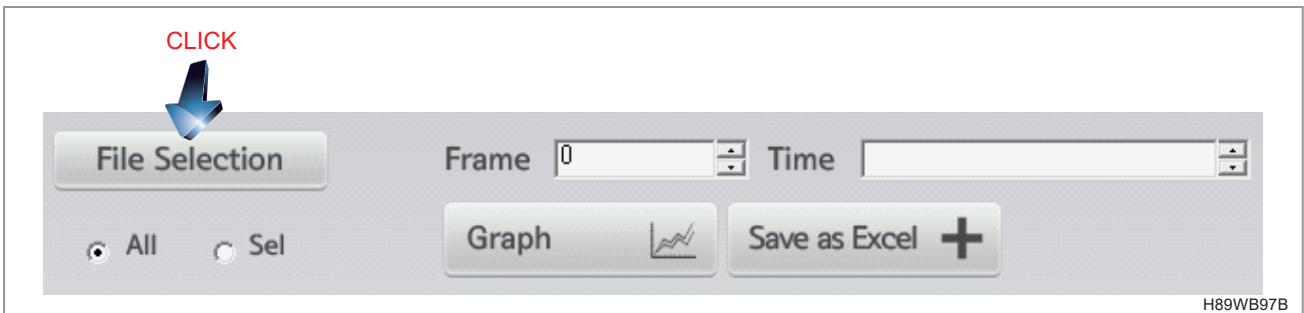 CLICK
File Selection
Frame 0 Time
All Sel
Graph Save as Excel
H89WB97B